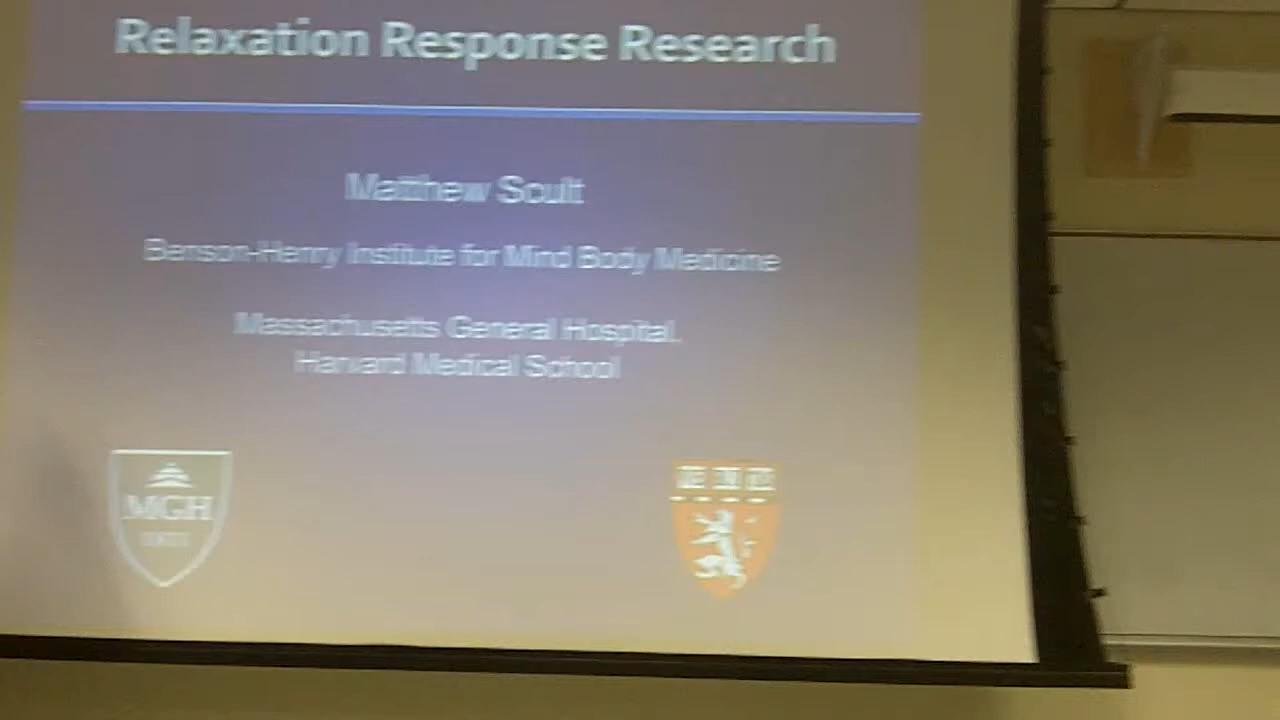 Relaxation Response Research
Matthew Scult
Benson-Henry Institute for Mind Body Medicine
Massachusetts General Hospital,
Harvard Medical School
MGH